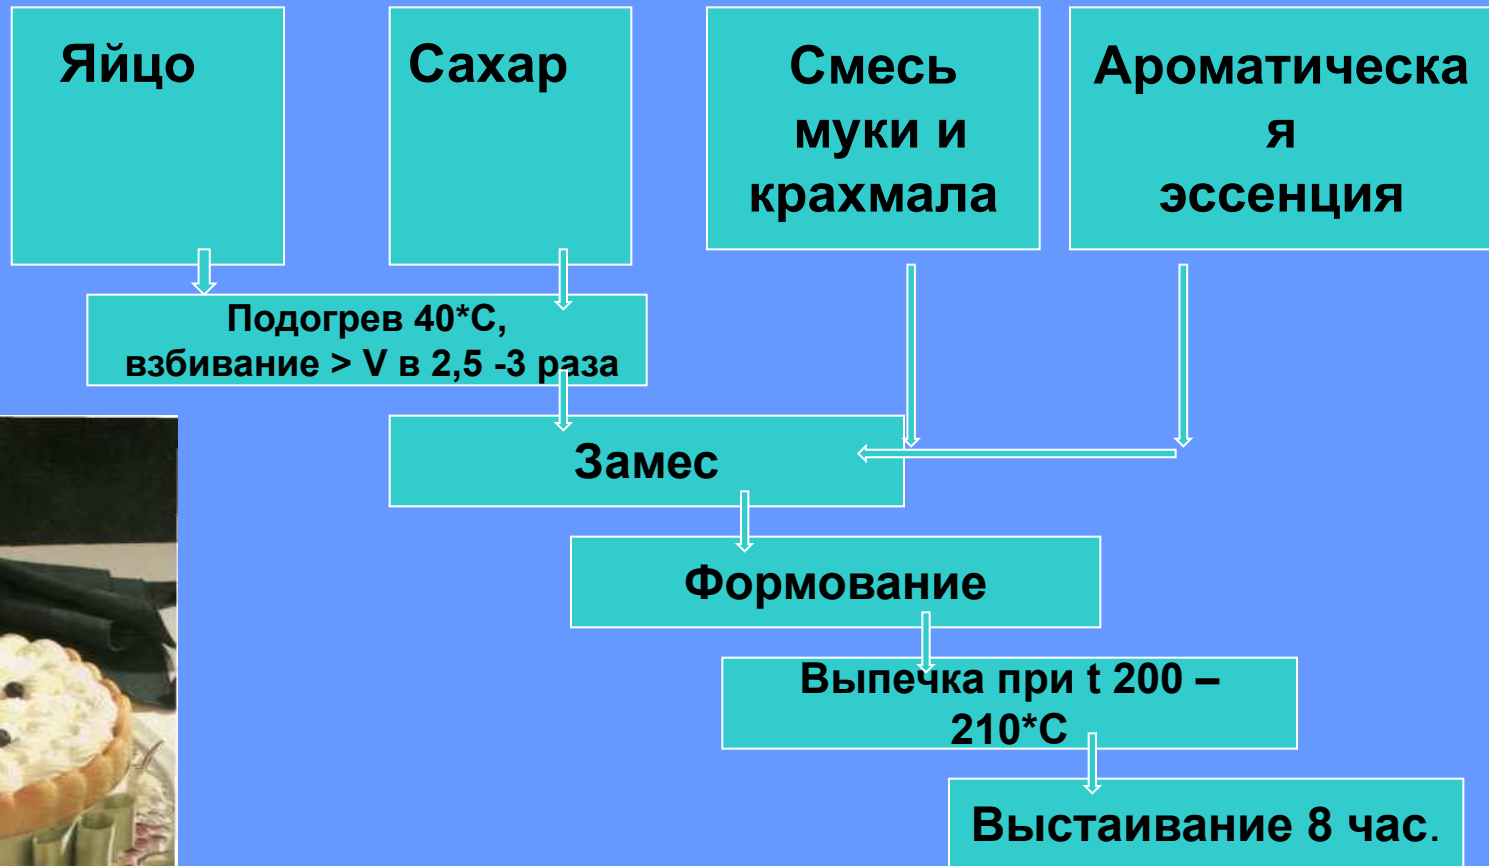 Яйцо
Сахар
Смесь
муки и
крахмала
Ароматическа
я
эссенция
Подогрев 40*С,
взбивание > V в 2,5 -3 раза
Замес
Формование
Выпечка при t 200 –
210*С
Выстаивание 8 час.